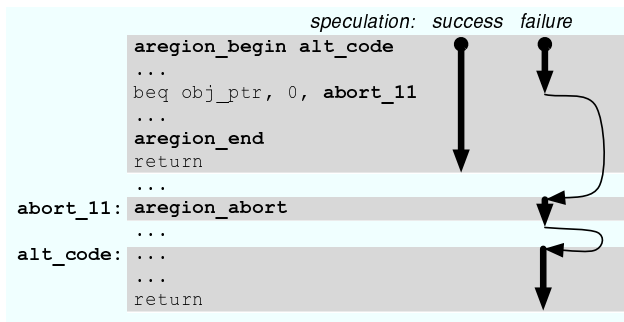 speculation: success failure
aregion_begin alt_code
...
beq obj_ptr, 0, abort_11
...
aregion_end
return
...
abort_11: aregion_abort
...
alt_code: ...
...
return